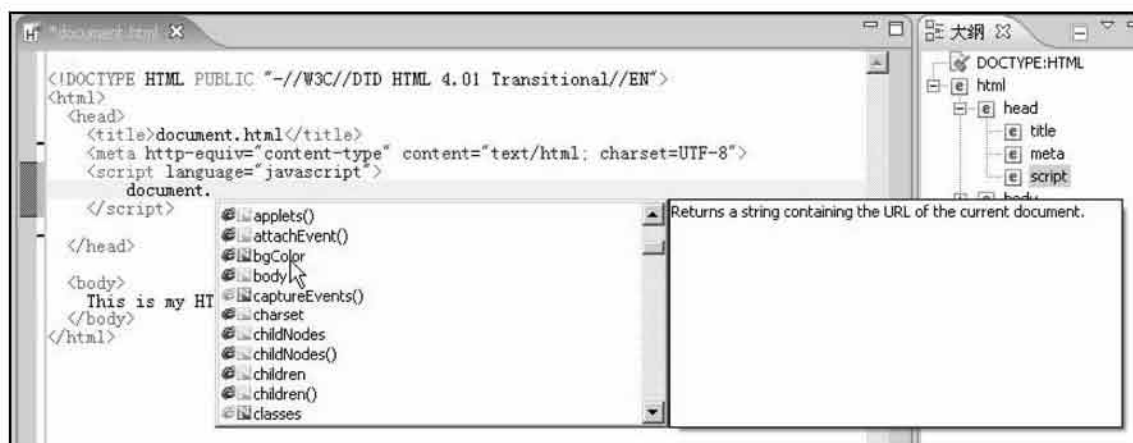 *document.html
大纲
<!DOCTYPE HTML PUBLIC "-//W3C//DTD HTML 4.01 Transitional//EN">
<html>
<head>
<title>document.html</title>
<meta http-equiv="content-type" content="text/html; charset=UTF-8">
<script language="javascript">
document.
</script>
</head>
<body>
This is my HT
</body>
</html>
applets()
attachEvent()
bgColor
body
captureEvents()
charset
childNodes
childNodes()
children
children()
classes
Returns a string containing the URL of the current document.
DOCTYPE:HTML
html
head
title
meta
script
body